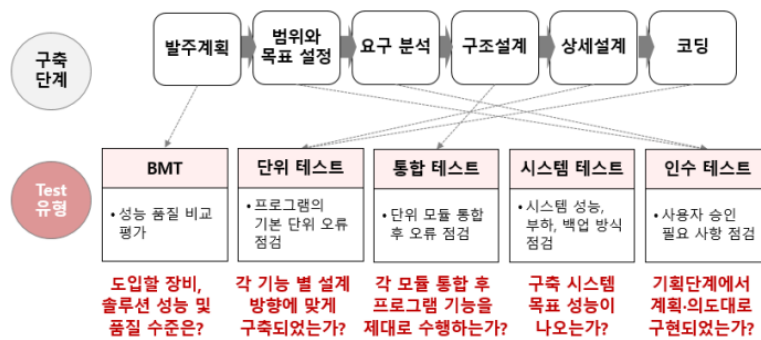 구축
단계
발주계획
범위와
목표 설정
요구 분석
구조설계
상세설계
코딩
Test
유형
BMT
• 성능 품질 비교
평가
단위 테스트
• 프로그램의
기본 단위 오류
점검
통합 테스트
• 단위 모듈 통합
후 오류 점검
시스템 테스트
• 시스템 성능,
부하, 백업 방식
점검
인수 테스트
• 사용자 승인
필요 사항 점검
도입할 장비,
솔루션 성능 및
품질 수준은?
각 기능 별 설계
방향에 맞게
구축되었는가?
각 모듈 통합 후
프로그램 기능을
제대로 수행하는가?
구축 시스템
목표 성능이
나오는가?
기획단계에서
계획·의도대로
구현되었는가?